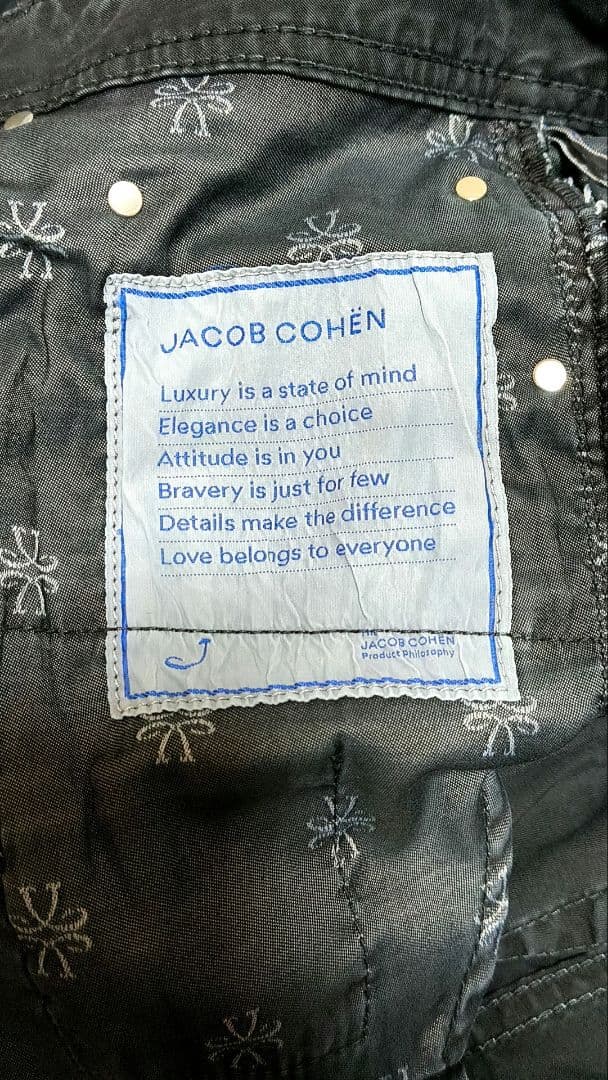 JACOB COHËN
Luxury is a state of mind
Elegance is a choice
Attitude is in you
Bravery is just for few
Details make the difference
Love belongs to everyone
JACOB COHËN
Product Philosophy